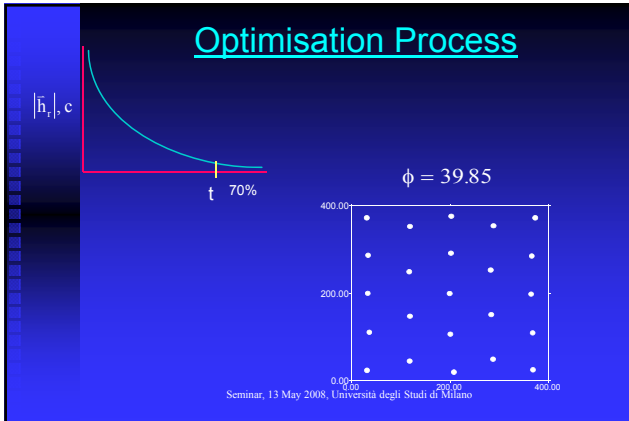 Optimisation Process
|h̄ᵣ|, c
t 70%
ϕ = 39.85
400.00
200.00
0.00
0.00 200.00 400.00
Seminar, 13 May 2008, Università degli Studi di Milano